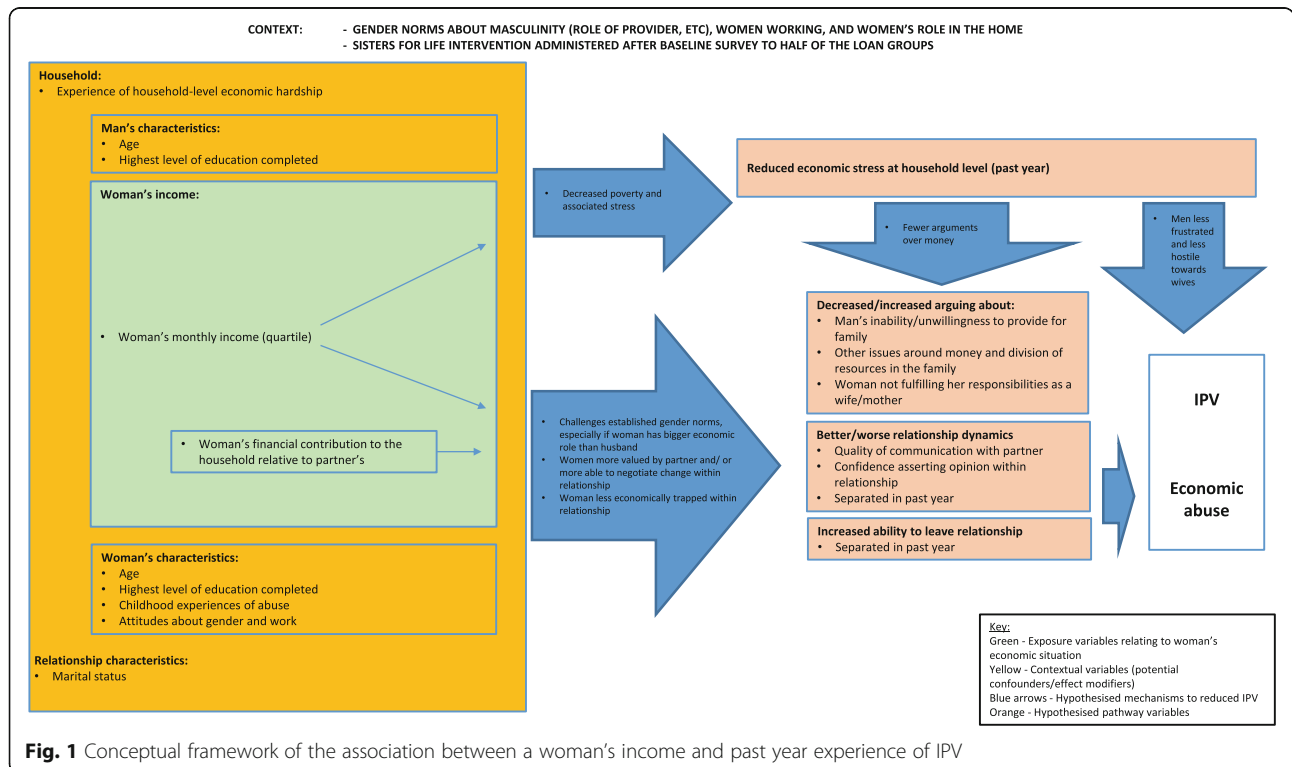 CONTEXT: - GENDER NORMS ABOUT MASCULINITY (ROLE OF PROVIDER, ETC), WOMEN WORKING, AND WOMEN'S ROLE IN THE HOME
- SISTERS FOR LIFE INTERVENTION ADMINISTERED AFTER BASELINE SURVEY TO HALF OF THE LOAN GROUPS
Household:
• Experience of household-level economic hardship
Man's characteristics:
• Age
• Highest level of education completed
Woman's income:
• Woman's monthly income (quartile)
• Woman's financial contribution to the
household relative to partner's
Woman's characteristics:
• Age
• Highest level of education completed
• Childhood experiences of abuse
• Attitudes about gender and work
Relationship characteristics:
• Marital status
• Decreased poverty and
associated stress
• Challenges established gender norms,
especially if woman has bigger economic
role than husband
• Women more valued by partner and/ or
more able to negotiate change within
relationship
• Woman less economically trapped within
relationship
Reduced economic stress at household level (past year)
• Fewer arguments
over money
• Men less
frustrated
and less
hostile
towards
wives
Decreased/increased arguing about:
• Man's inability/unwillingness to provide for
family
• Other issues around money and division of
resources in the family
• Woman not fulfilling her responsibilities as a
wife/mother
Better/worse relationship dynamics
• Quality of communication with partner
• Confidence asserting opinion within
relationship
• Separated in past year
Increased ability to leave relationship
• Separated in past year
IPV
Economic
abuse
Key:
Green - Exposure variables relating to woman's
economic situation
Yellow - Contextual variables (potential
confounders/effect modifiers)
Blue arrows - Hypothesised mechanisms to reduced IPV
Orange - Hypothesised pathway variables
Fig. 1 Conceptual framework of the association between a woman's income and past year experience of IPV